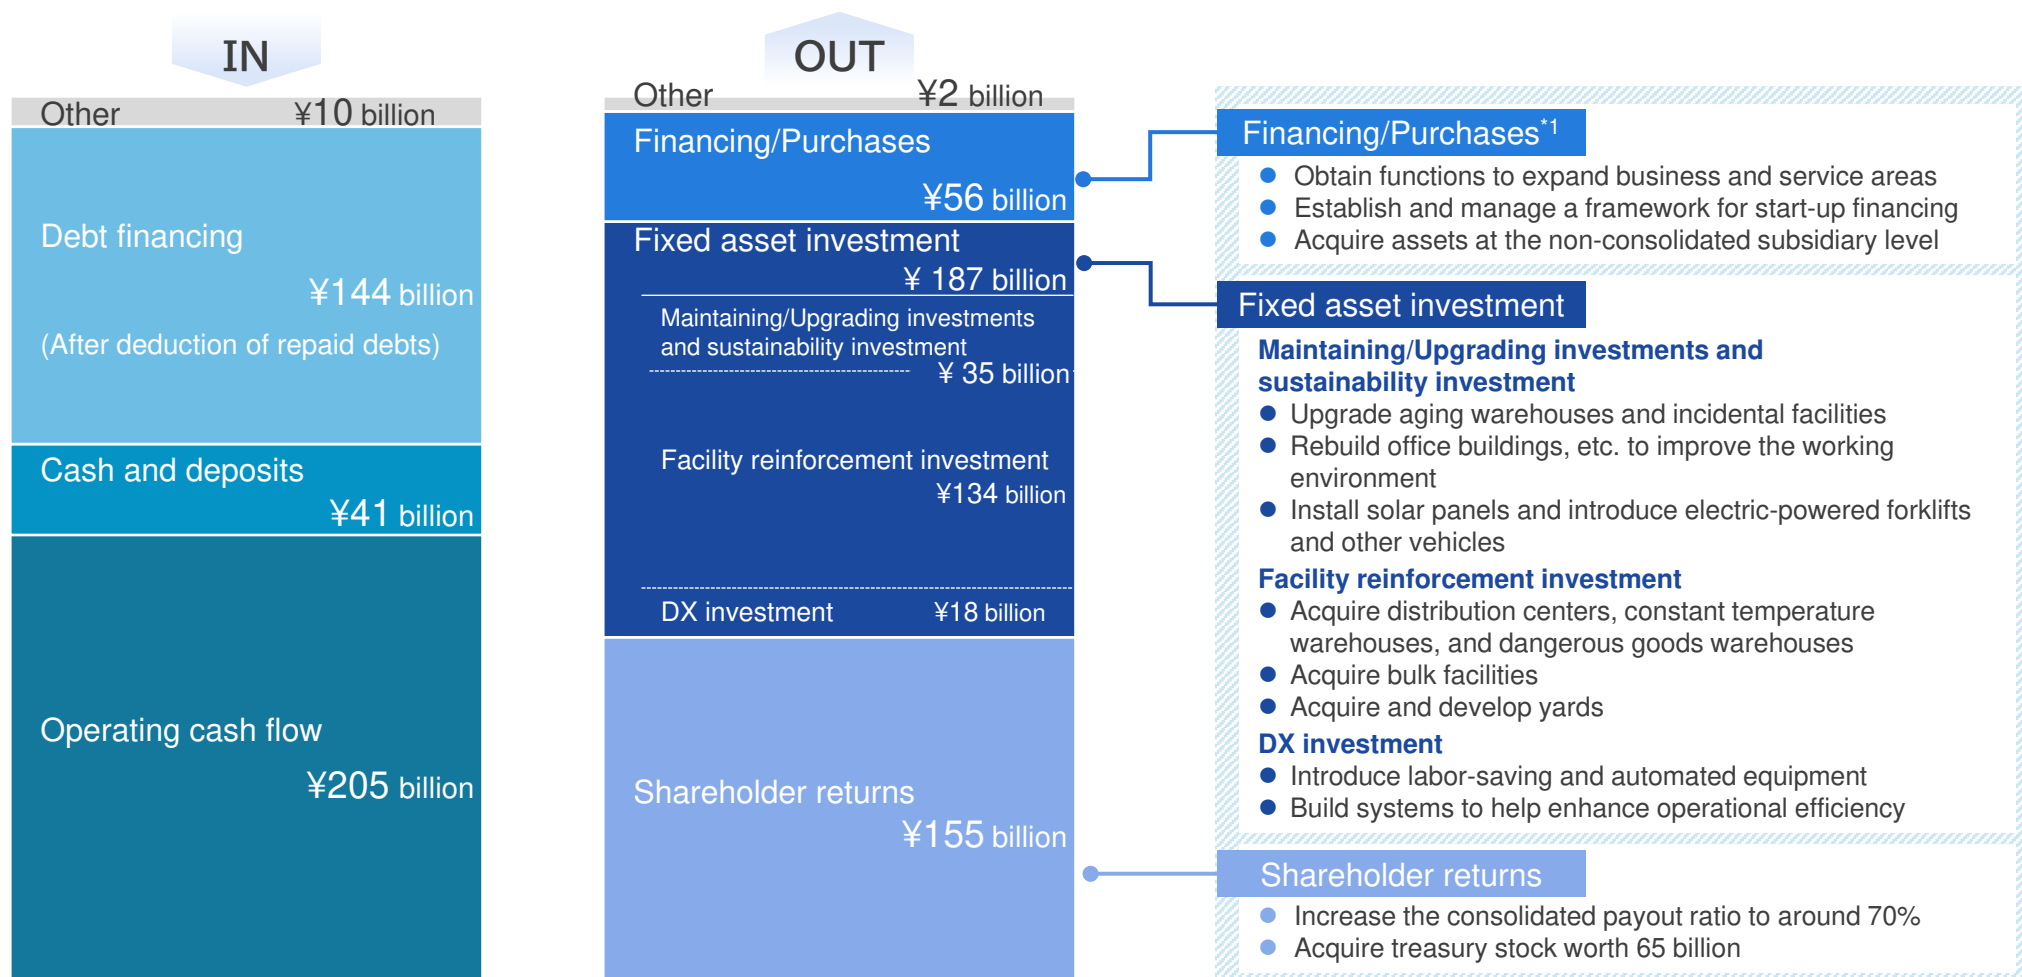 IN
Other ¥10 billion
Debt financing
¥144 billion
(After deduction of repaid debts)
Cash and deposits
¥41 billion
Operating cash flow
¥205 billion
OUT
Other ¥2 billion
Financing/Purchases
¥56 billion
Fixed asset investment
¥ 187 billion
Maintaining/Upgrading investments
and sustainability investment
¥ 35 billion
Facility reinforcement investment
¥134 billion
DX investment ¥18 billion
Shareholder returns
¥155 billion
Financing/Purchases*1
● Obtain functions to expand business and service areas
● Establish and manage a framework for start-up financing
● Acquire assets at the non-consolidated subsidiary level
Fixed asset investment
Maintaining/Upgrading investments and
sustainability investment
● Upgrade aging warehouses and incidental facilities
● Rebuild office buildings, etc. to improve the working
environment
● Install solar panels and introduce electric-powered forklifts
and other vehicles
Facility reinforcement investment
● Acquire distribution centers, constant temperature
warehouses, and dangerous goods warehouses
● Acquire bulk facilities
● Acquire and develop yards
DX investment
● Introduce labor-saving and automated equipment
● Build systems to help enhance operational efficiency
Shareholder returns
● Increase the consolidated payout ratio to around 70%
● Acquire treasury stock worth 65 billion